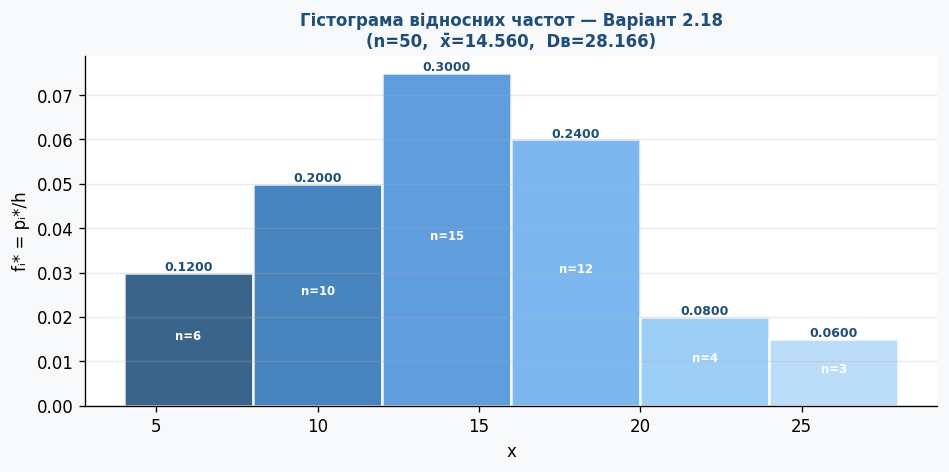 Гістограма відносних частот — Варіант 2.18
(n=50, x̄=14.560, Dв=28.166)
0.3000
0.07
0.2400
0.06
0.2000
0.05
fᵢ* = pᵢ*/h
0.04
n=15
0.1200
0.03
n=12
n=10
0.0800
0.02
0.0600
n=6
n=4
0.01
n=3
0.00
5 10 15 20 25
x